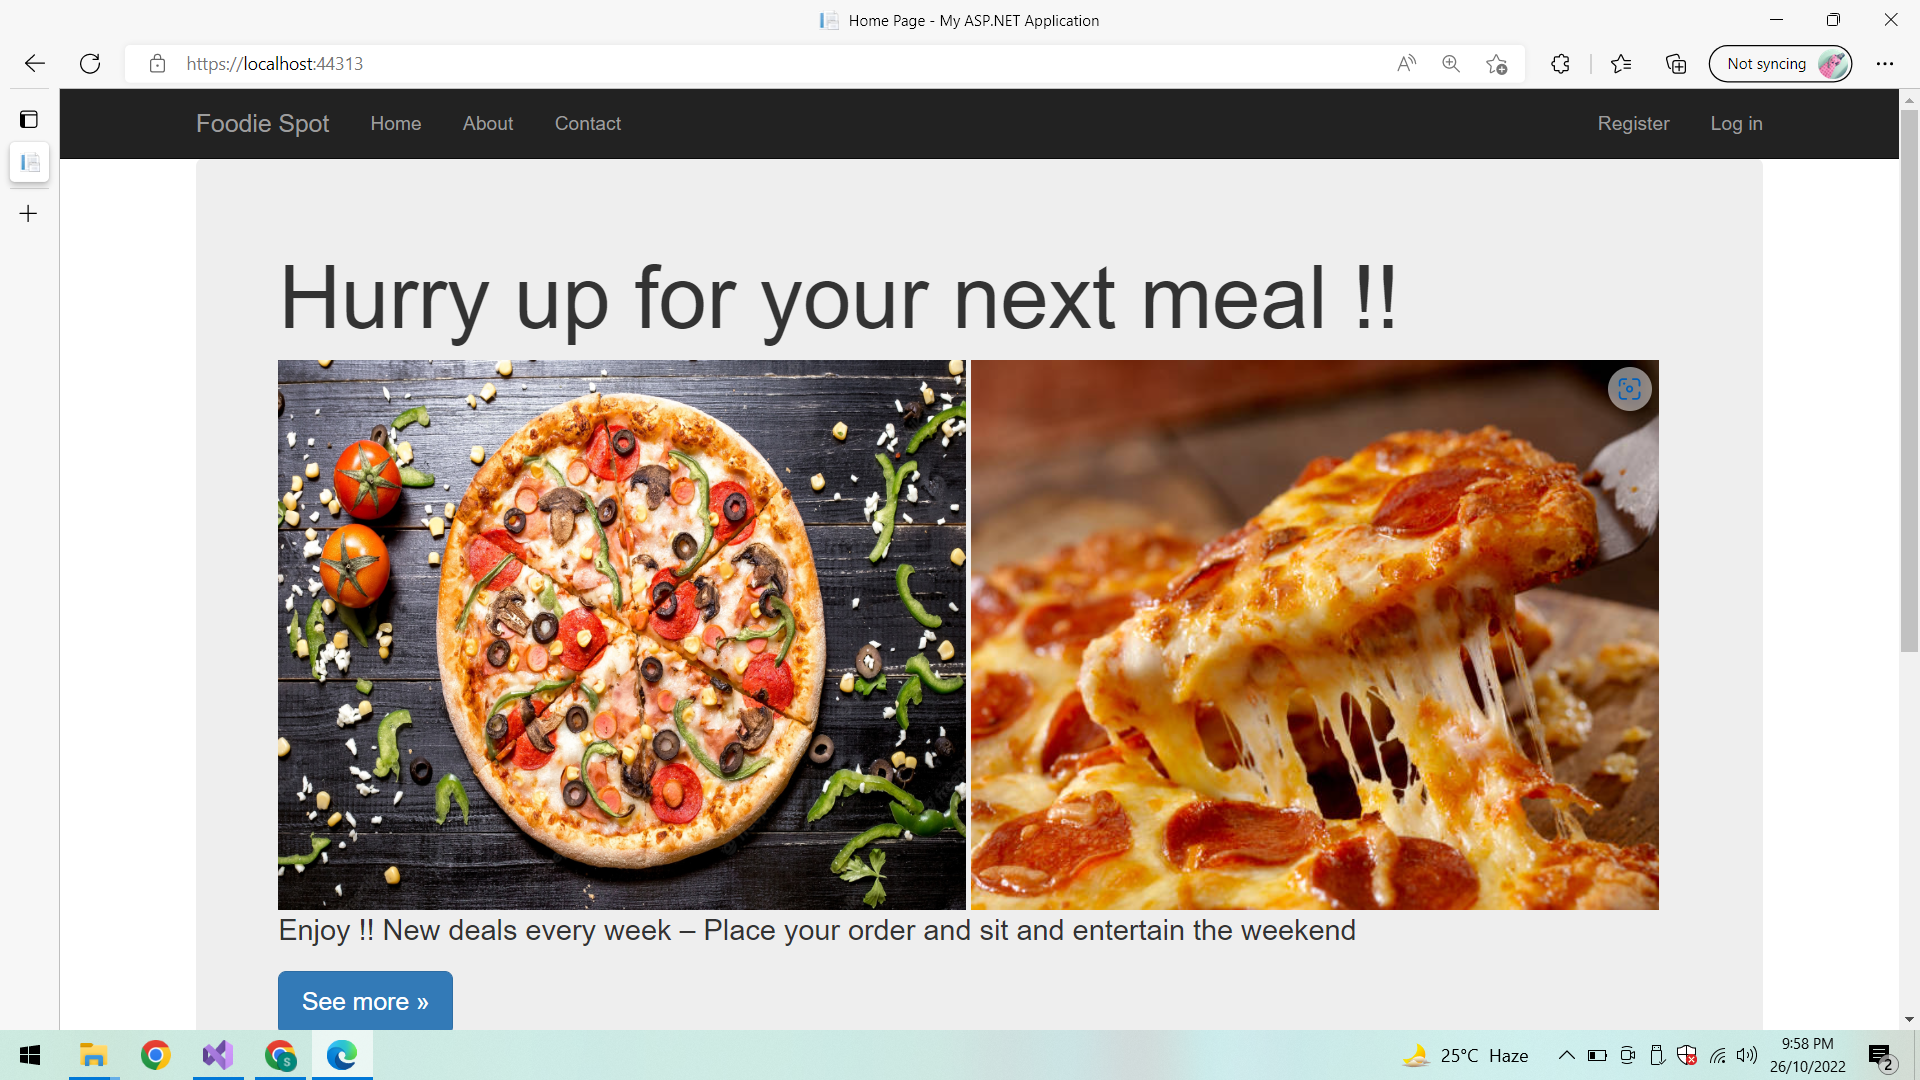 Home Page - My ASP.NET Application
https://localhost:44313
Not syncing
Foodie Spot Home About Contact Register Log in
Hurry up for your next meal !!
Enjoy !! New deals every week – Place your order and sit and entertain the weekend
See more »
25°C Haze
9:58 PM
26/10/2022
2